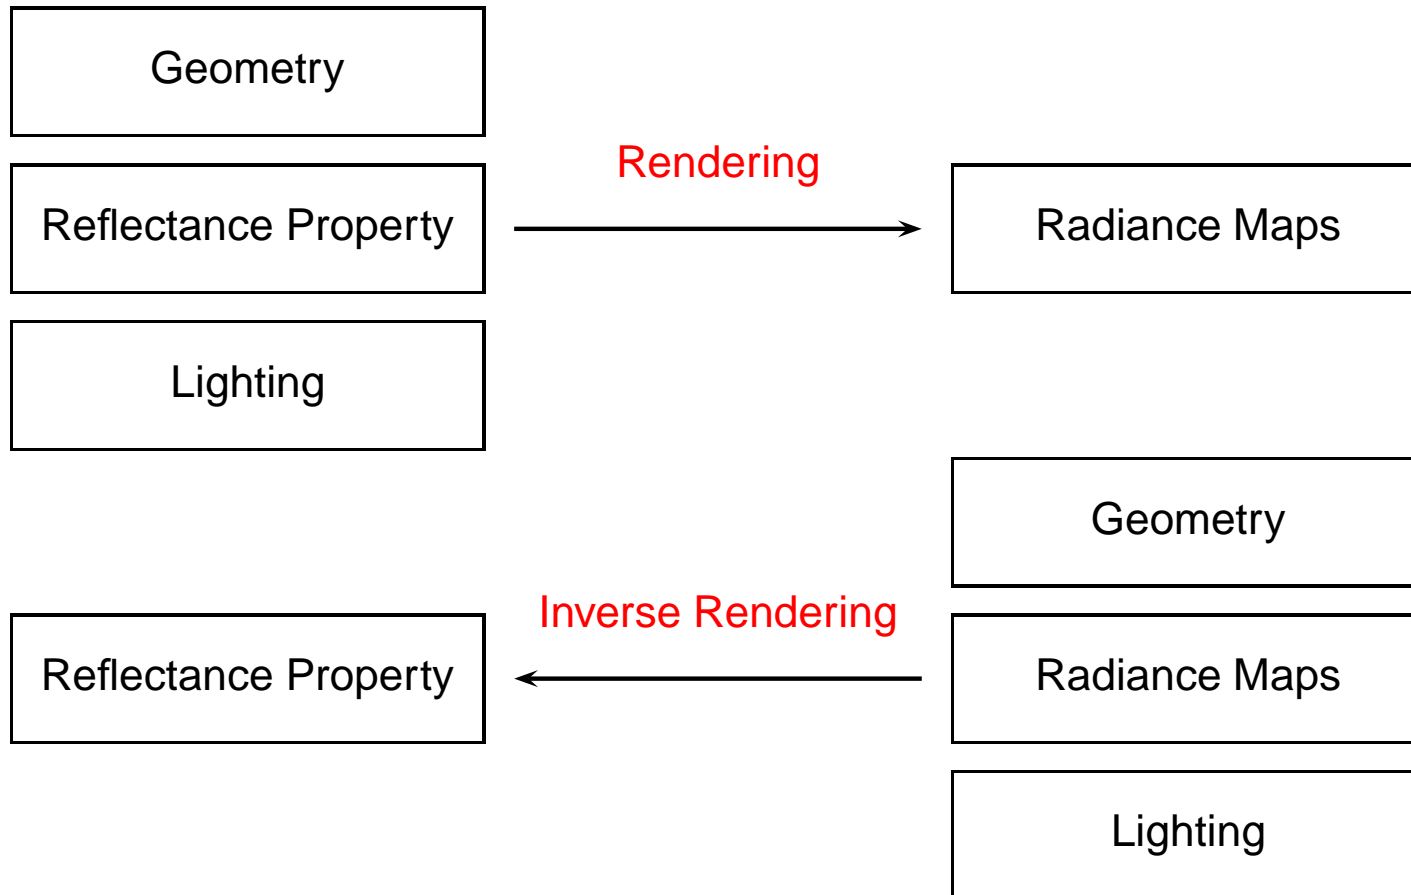 Geometry
Rendering
Reflectance Property
Radiance Maps
Lighting
Geometry
Inverse Rendering
Reflectance Property
Radiance Maps
Lighting